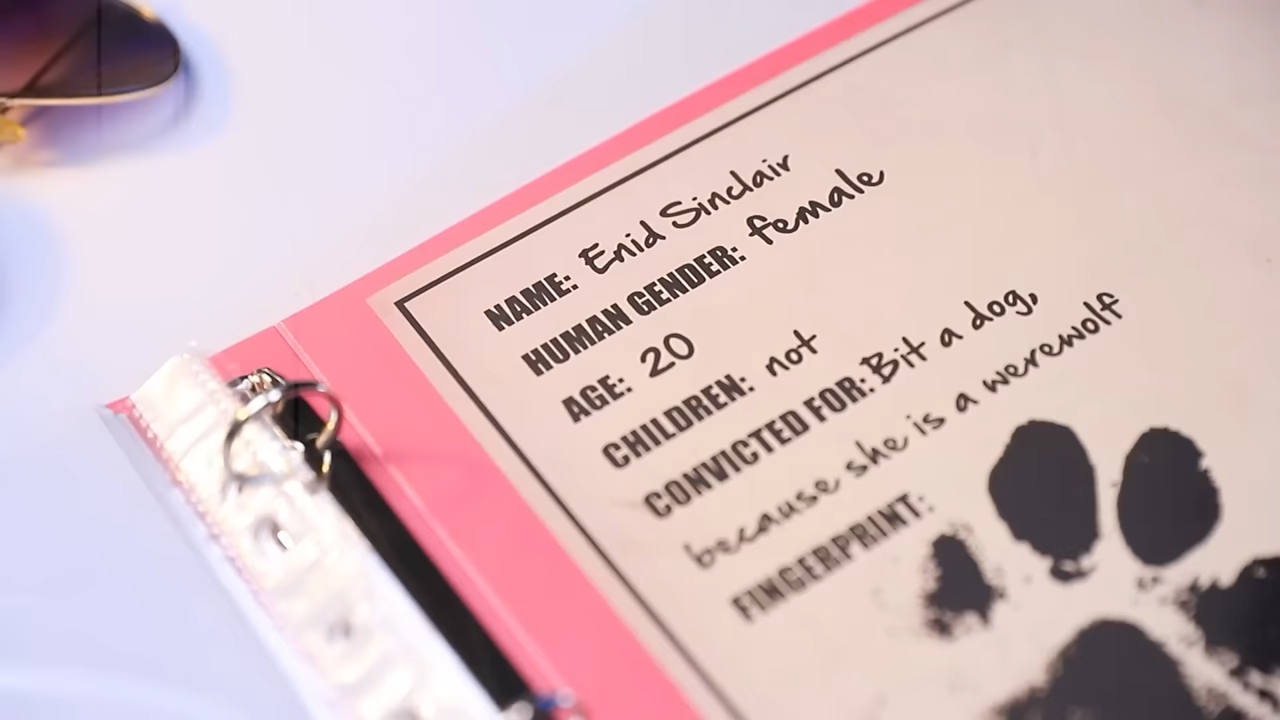 NAME: Enid Sinclair
HUMAN GENDER: female
AGE: 20
CHILDREN: not
CONVICTED FOR: Bit a dog,
because she is a werewolf
FINGERPRINT: